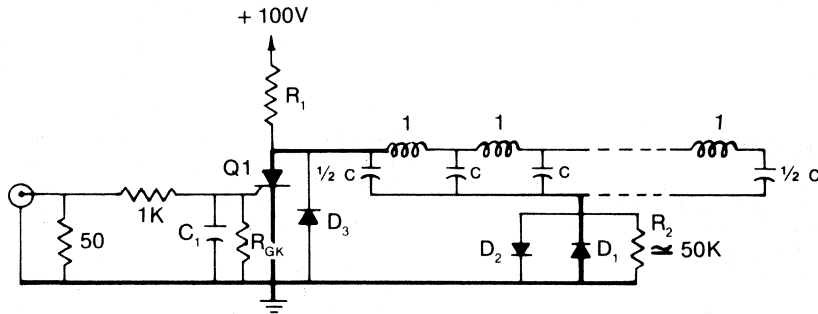 + 100V
R1
1 1 1
Q1
½ C C C ½ C
1K
50
C1
RGK
D3
D2
D1
R2
≃ 50K